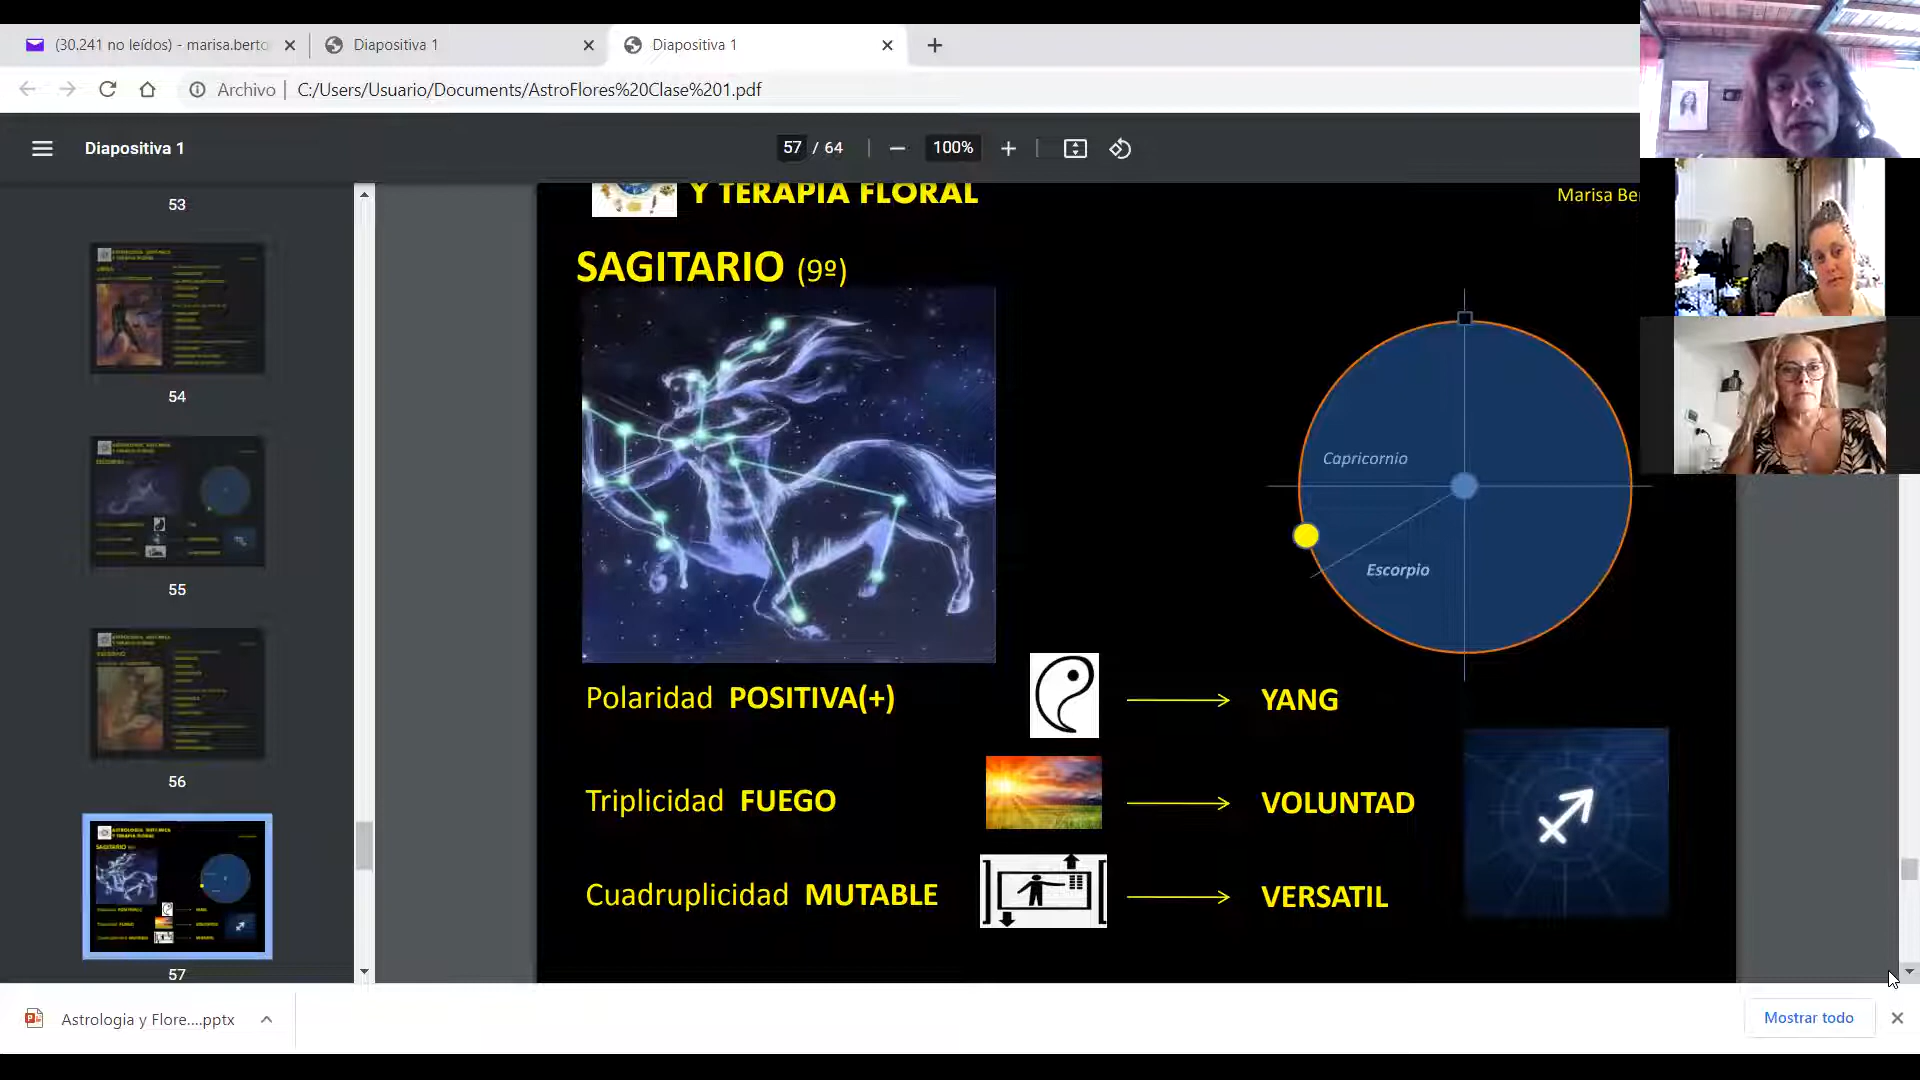 (30.241 no leídos) - marisa.berto
Diapositiva 1
Diapositiva 1
Archivo
C:/Users/Usuario/Documents/AstroFlores%20Clase%201.pdf
Diapositiva 1
57 / 64
100%
53
54
55
56
57
Y TERAPIA FLORAL
Marisa Be
SAGITARIO (9º)
Capricornio
Escorpio
Polaridad POSITIVA(+)
YANG
Triplicidad FUEGO
VOLUNTAD
Cuadruplicidad MUTABLE
VERSATIL
Astrologia y Flore....pptx
Mostrar todo